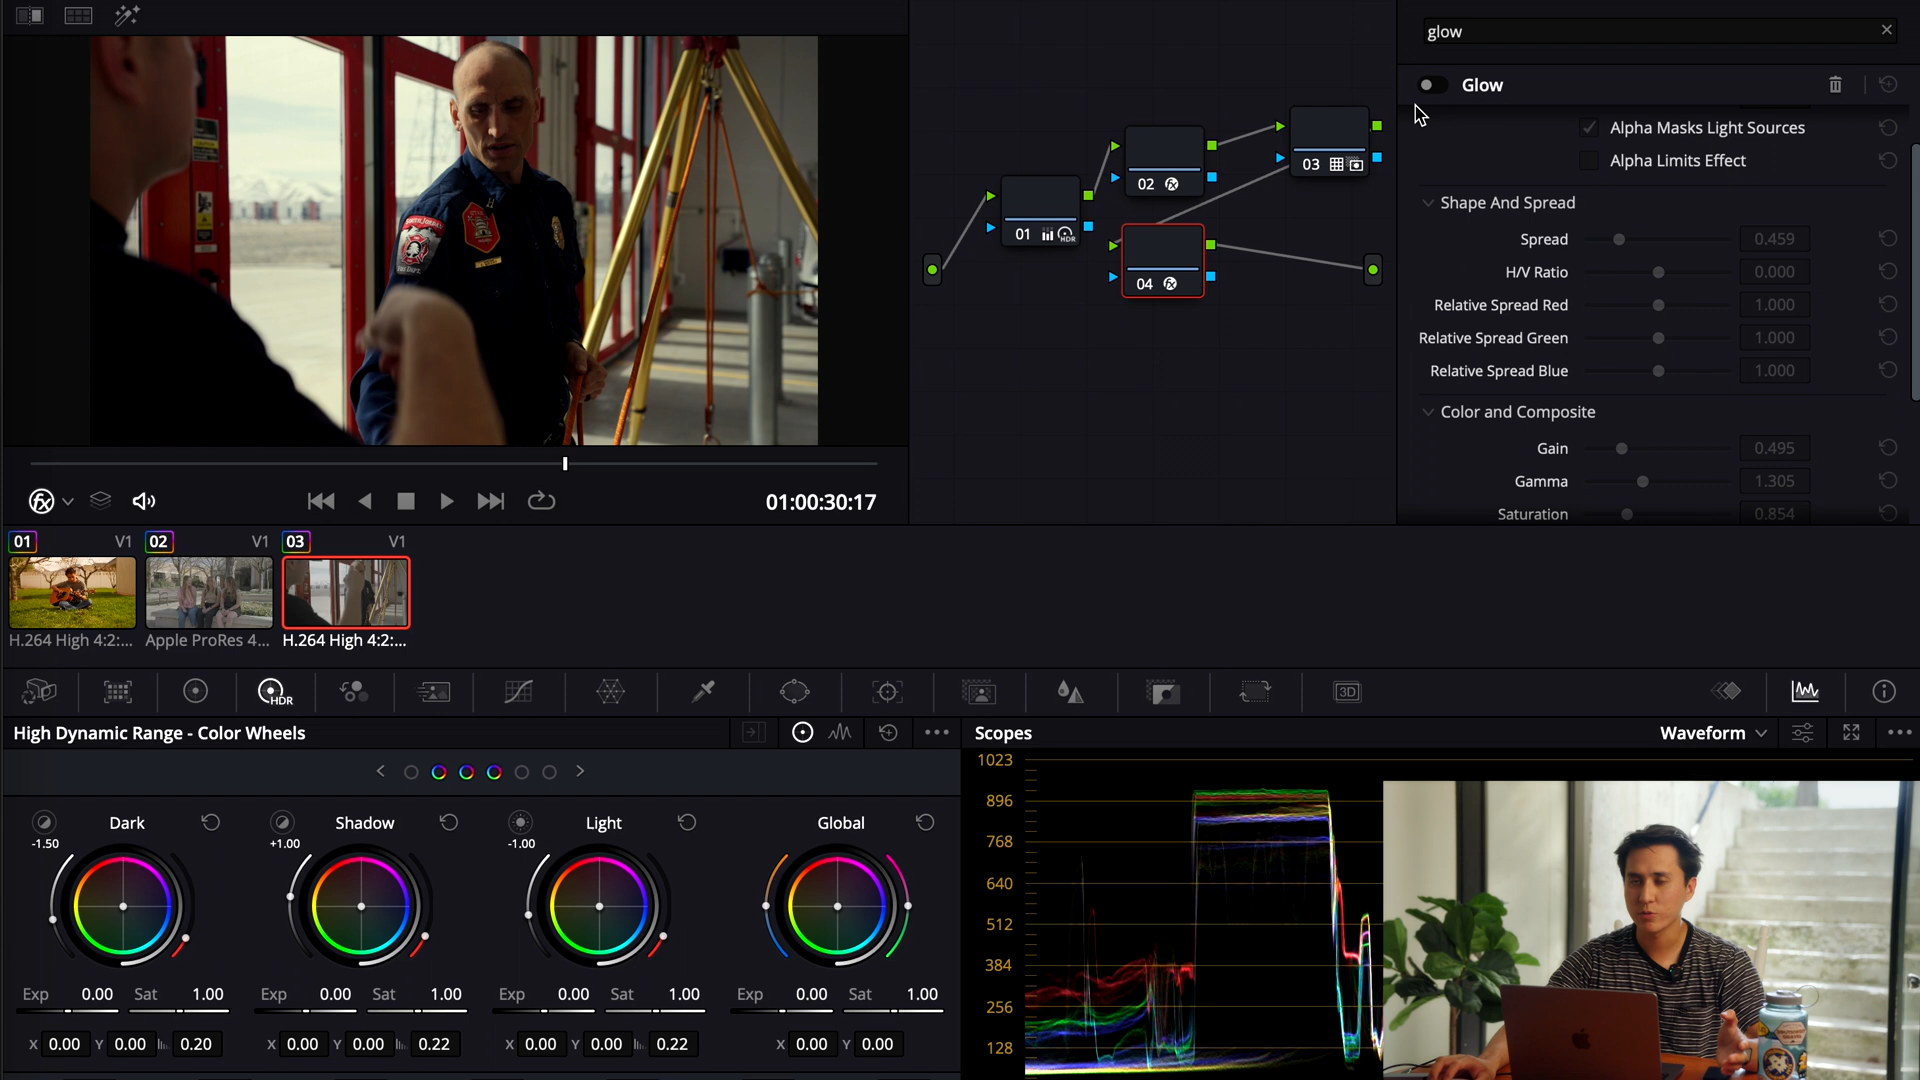 glow
Glow
Alpha Masks Light Sources
Alpha Limits Effect
Shape And Spread
Spread 0.459
H/V Ratio 0.000
Relative Spread Red 1.000
Relative Spread Green 1.000
Relative Spread Blue 1.000
Color and Composite
Gain 0.495
Gamma 1.305
Saturation 0.854
01 HDR
02
03
04
01:00:30:17
01 V1 02 V1 03 V1
H.264 High 4:2:... Apple ProRes 4... H.264 High 4:2:...
HDR
3D
High Dynamic Range - Color Wheels
Scopes
Waveform
Dark Shadow Light Global
-1.50 +1.00 -1.00
Exp 0.00 Sat 1.00 Exp 0.00 Sat 1.00 Exp 0.00 Sat 1.00 Exp 0.00 Sat 1.00
X 0.00 Y 0.00 0.20 X 0.00 Y 0.00 0.22 X 0.00 Y 0.00 0.22 X 0.00 Y 0.00
1023
896
768
640
512
384
256
128
CAUTION